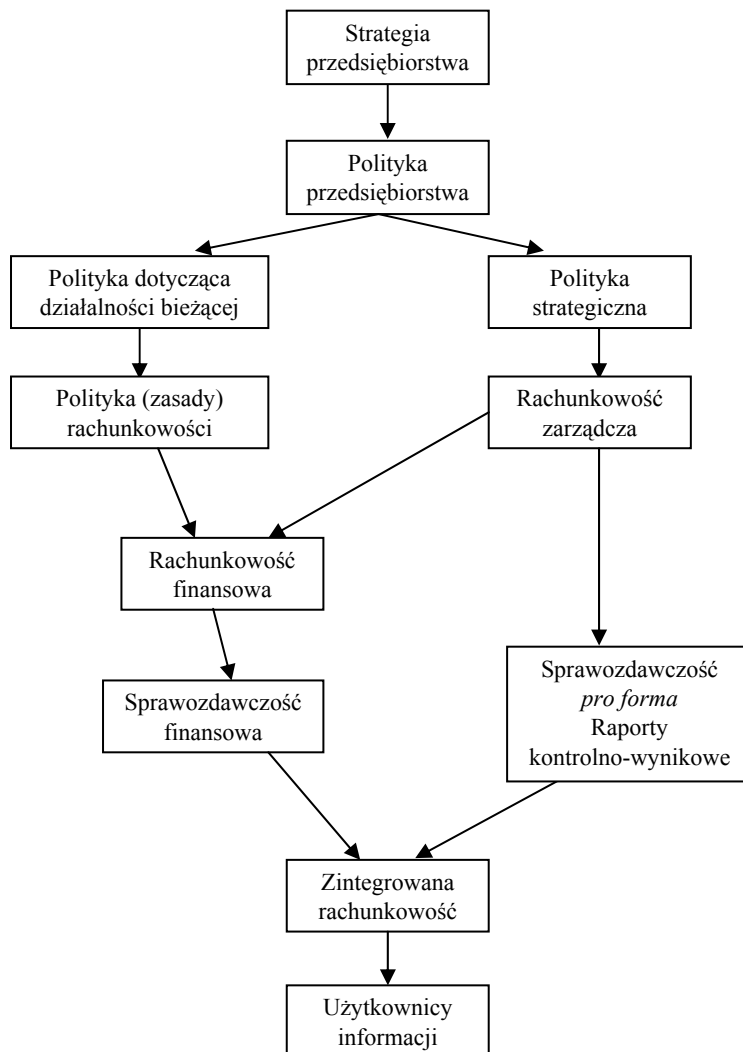 Strategia
przedsiębiorstwa
Polityka
przedsiębiorstwa
Polityka dotycząca
działalności bieżącej
Polityka
strategiczna
Polityka (zasady)
rachunkowości
Rachunkowość
zarządcza
Rachunkowość
finansowa
Sprawozdawczość
finansowa
Sprawozdawczość
pro forma
Raporty
kontrolno-wynikowe
Zintegrowana
rachunkowość
Użytkownicy
informacji